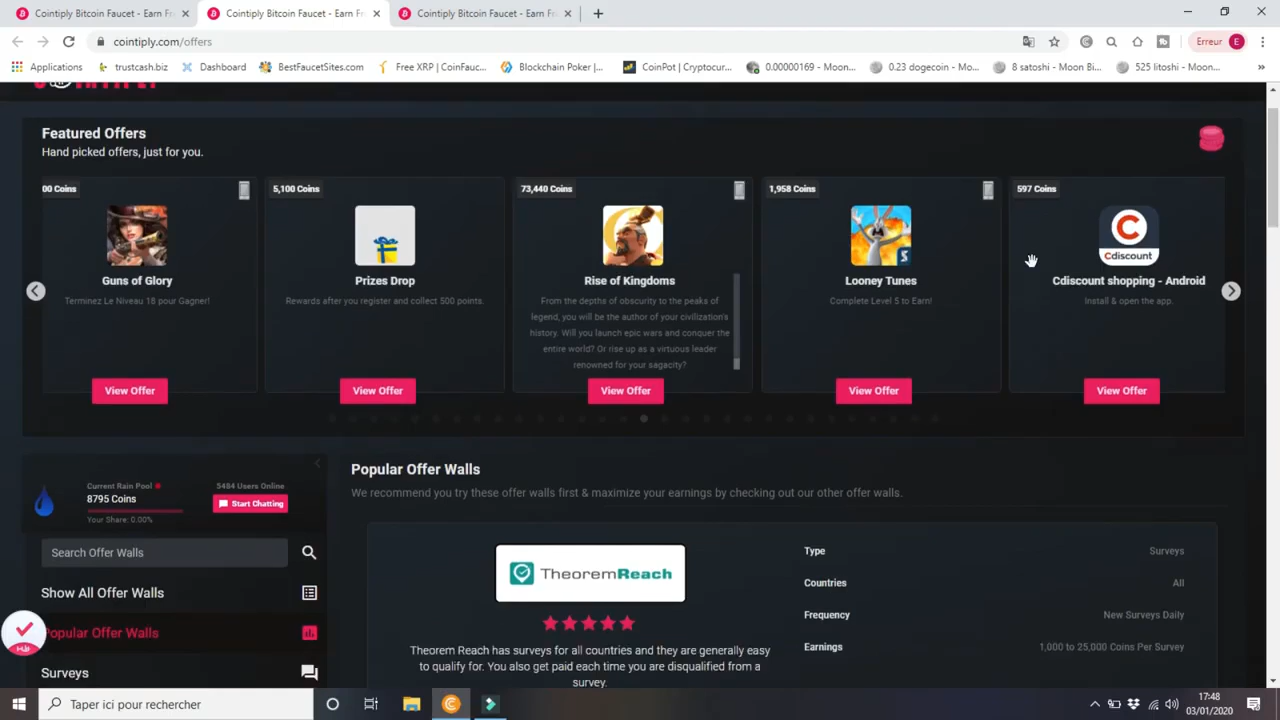 Cointiply Bitcoin Faucet - Earn Fr
Cointiply Bitcoin Faucet - Earn Fr
Cointiply Bitcoin Faucet - Earn Fr
cointiply.com/offers
Erreur E
Applications trustcash.biz Dashboard BestFaucetSites.com Free XRP | CoinFauc... Blockchain Poker |... CoinPot | Cryptocur... 0.00000169 - Moon... 0.23 dogecoin - Mo... 8 satoshi - Moon Bi... 525 litoshi - Moon...
Featured Offers
Hand picked offers, just for you.
00 Coins
Guns of Glory
Terminez Le Niveau 18 pour Gagner!
View Offer
5,100 Coins
Prizes Drop
Rewards after you register and collect 500 points.
View Offer
73,440 Coins
Rise of Kingdoms
From the depths of obscurity to the peaks of
legend, you will be the author of your civilization's
history. Will you launch epic wars and conquer the
entire world? Or rise up as a virtuous leader
renowned for your sagacity?
View Offer
1,958 Coins
Looney Tunes
Complete Level 5 to Earn!
View Offer
597 Coins
C
Cdiscount
Cdiscount shopping - Android
Install & open the app.
View Offer
Current Rain Pool
8795 Coins
Your Share: 0.00%
5484 Users Online
Start Chatting
Search Offer Walls
Show All Offer Walls
Popular Offer Walls
Surveys
Popular Offer Walls
We recommend you try these offer walls first & maximize your earnings by checking out our other offer walls.
TheoremReach
Theorem Reach has surveys for all countries and they are generally easy
to qualify for. You also get paid each time you are disqualified from a
survey.
Type Surveys
Countries All
Frequency New Surveys Daily
Earnings 1,000 to 25,000 Coins Per Survey
Taper ici pour rechercher
17:48
03/01/2020